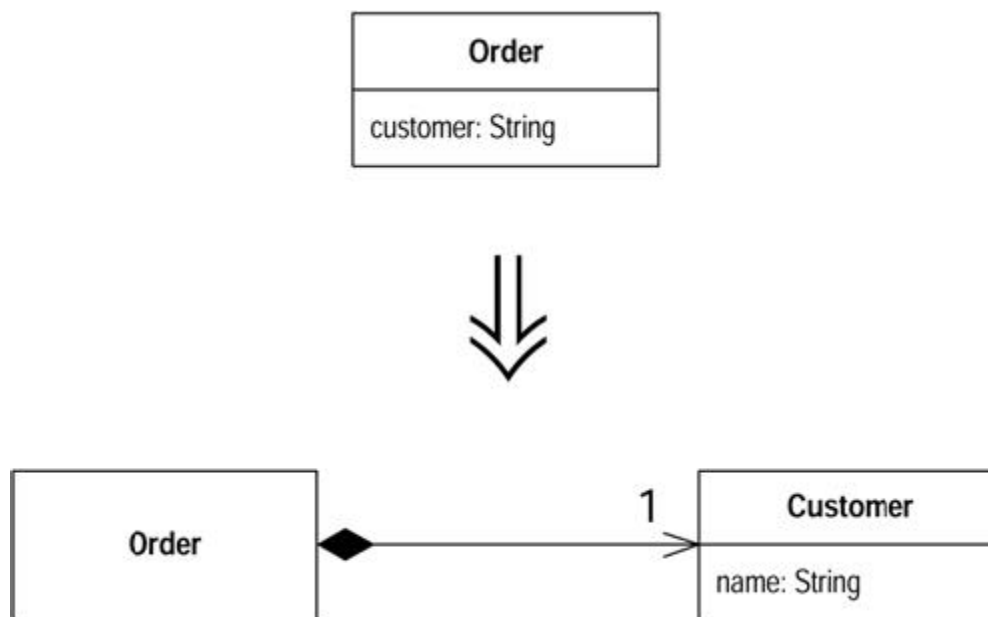 Order
customer: String
1
Customer
Order
name: String